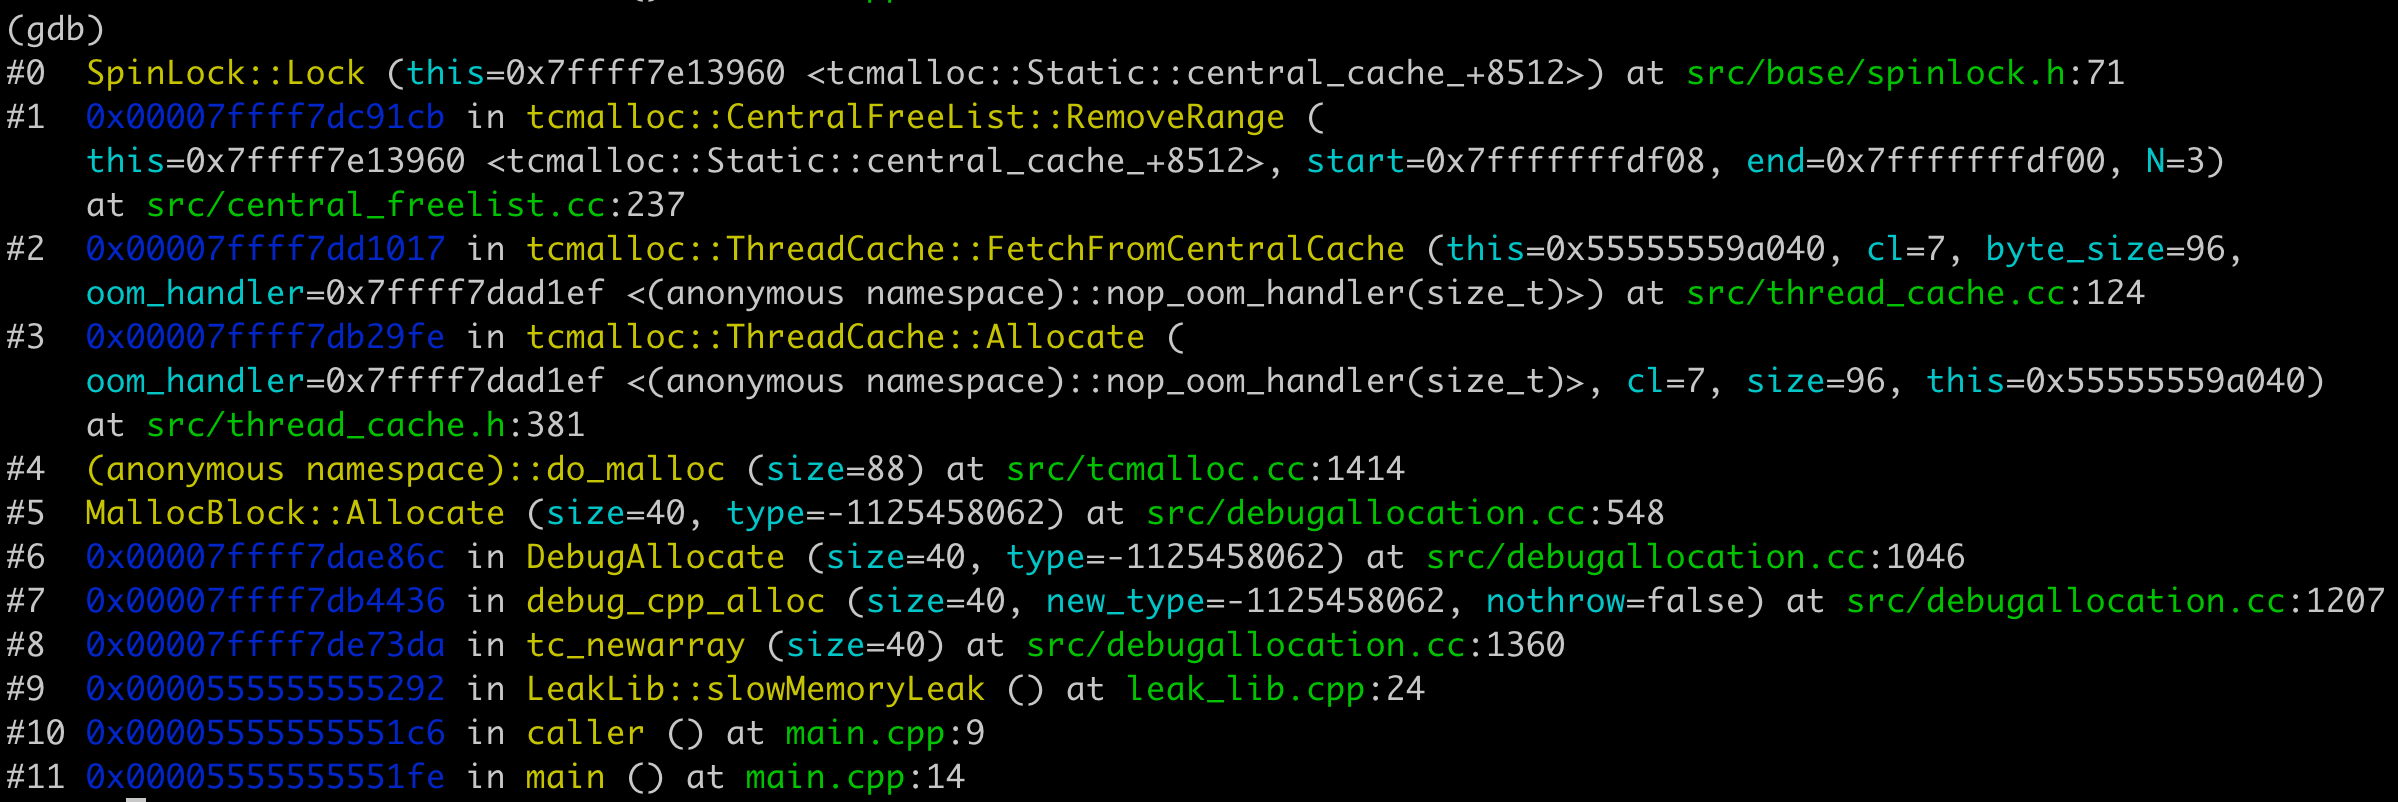 (gdb)
#0  SpinLock::Lock (this=0x7ffff7e13960 <tcmalloc::Static::central_cache_+8512>) at src/base/spinlock.h:71
#1  0x00007ffff7dc91cb in tcmalloc::CentralFreeList::RemoveRange (
    this=0x7ffff7e13960 <tcmalloc::Static::central_cache_+8512>, start=0x7fffffffdf08, end=0x7fffffffdf00, N=3)
    at src/central_freelist.cc:237
#2  0x00007ffff7dd1017 in tcmalloc::ThreadCache::FetchFromCentralCache (this=0x55555559a040, cl=7, byte_size=96,
    oom_handler=0x7ffff7dad1ef <(anonymous namespace)::nop_oom_handler(size_t)>) at src/thread_cache.cc:124
#3  0x00007ffff7db29fe in tcmalloc::ThreadCache::Allocate (
    oom_handler=0x7ffff7dad1ef <(anonymous namespace)::nop_oom_handler(size_t)>, cl=7, size=96, this=0x55555559a040)
    at src/thread_cache.h:381
#4  (anonymous namespace)::do_malloc (size=88) at src/tcmalloc.cc:1414
#5  MallocBlock::Allocate (size=40, type=-1125458062) at src/debugallocation.cc:548
#6  0x00007ffff7dae86c in DebugAllocate (size=40, type=-1125458062) at src/debugallocation.cc:1046
#7  0x00007ffff7db4436 in debug_cpp_alloc (size=40, new_type=-1125458062, nothrow=false) at src/debugallocation.cc:1207
#8  0x00007ffff7de73da in tc_newarray (size=40) at src/debugallocation.cc:1360
#9  0x0000555555555292 in LeakLib::slowMemoryLeak () at leak_lib.cpp:24
#10 0x00005555555551c6 in caller () at main.cpp:9
#11 0x00005555555551fe in main () at main.cpp:14